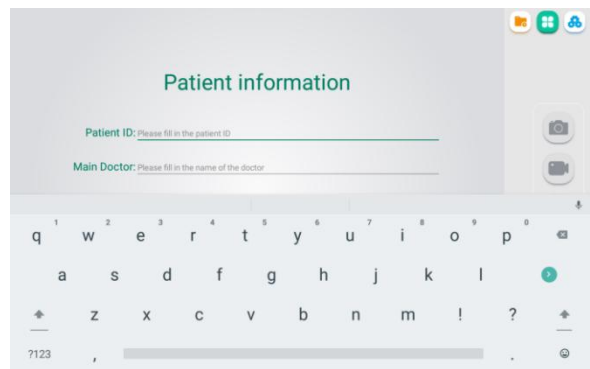 Patient information
Patient ID: Please fill in the patient ID
Main Doctor: Please fill in the name of the doctor
q 1 w 2 e 3 r 4 t 5 y 6 u 7 i 8 o 9 p 0
a s d f g h j k l
z x c v b n m ! ?
?123 , .